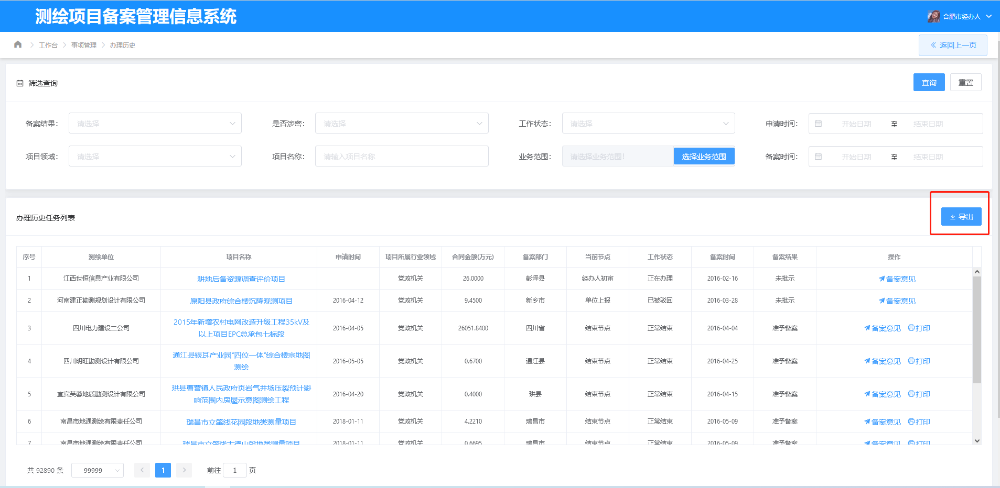 测绘项目备案管理信息系统
合肥市经办人
工作台 事项管理 办理历史
返回上一页
筛选查询
查询 重置
备案结果： 请选择 是否涉密： 请选择 工作状态： 请选择 申请时间： 开始日期 至 结束日期
项目领域： 请选择 项目名称： 请输入项目名称 业务范围： 请选择业务范围! 选择业务范围 备案时间： 开始日期 至 结束日期
办理历史任务列表
导出
序号 测绘单位 项目名称 申请时间 项目所属行业领域 合同金额(万元) 备案部门 当前节点 工作状态 备案时间 备案结果 操作
1 江西世恒信息产业有限公司 耕地后备资源调查评价项目 党政机关 26.0000 彭泽县 经办人初审 正在办理 2016-02-16 未批示 备案意见
2 河南建正勘测规划设计有限公司 原阳县政府综合楼沉降观测项目 2016-04-12 党政机关 9.4500 新乡市 单位上报 已被驳回 2016-03-28 未批示 备案意见
3 四川电力建设二公司 2015年新增农村电网改造升级工程35kV及
以上项目EPC总承包七标段 2016-04-05 党政机关 26051.8400 四川省 结束节点 正常结束 2016-04-04 准予备案 备案意见 打印
4 四川明旺勘测设计有限公司 通江县银耳产业园“四位一体”综合楼宗地图
测绘 2016-05-05 党政机关 0.6700 通江县 结束节点 正常结束 2016-04-25 准予备案 备案意见 打印
5 宜宾芙蓉地质勘测设计有限公司 珙县曹营镇人民政府页岩气井场压裂预计影
响范围内房屋示意图测绘工程 2016-04-20 党政机关 0.4000 珙县 结束节点 正常结束 2016-04-15 准予备案 备案意见 打印
6 南昌市地通测绘有限责任公司 瑞昌市立肇线花园段地类测量项目 2018-01-11 党政机关 4.2210 瑞昌市 结束节点 正常结束 2016-05-09 准予备案 备案意见 打印
7 南昌市地通测绘有限责任公司 瑞昌市立肇线大德山段地类测量项目 2018-01-11 党政机关 0.6695 瑞昌市 结束节点 正常结束 2016-05-09 准予备案 备案意见 打印
共 92890 条 99999 1 前往 1 页